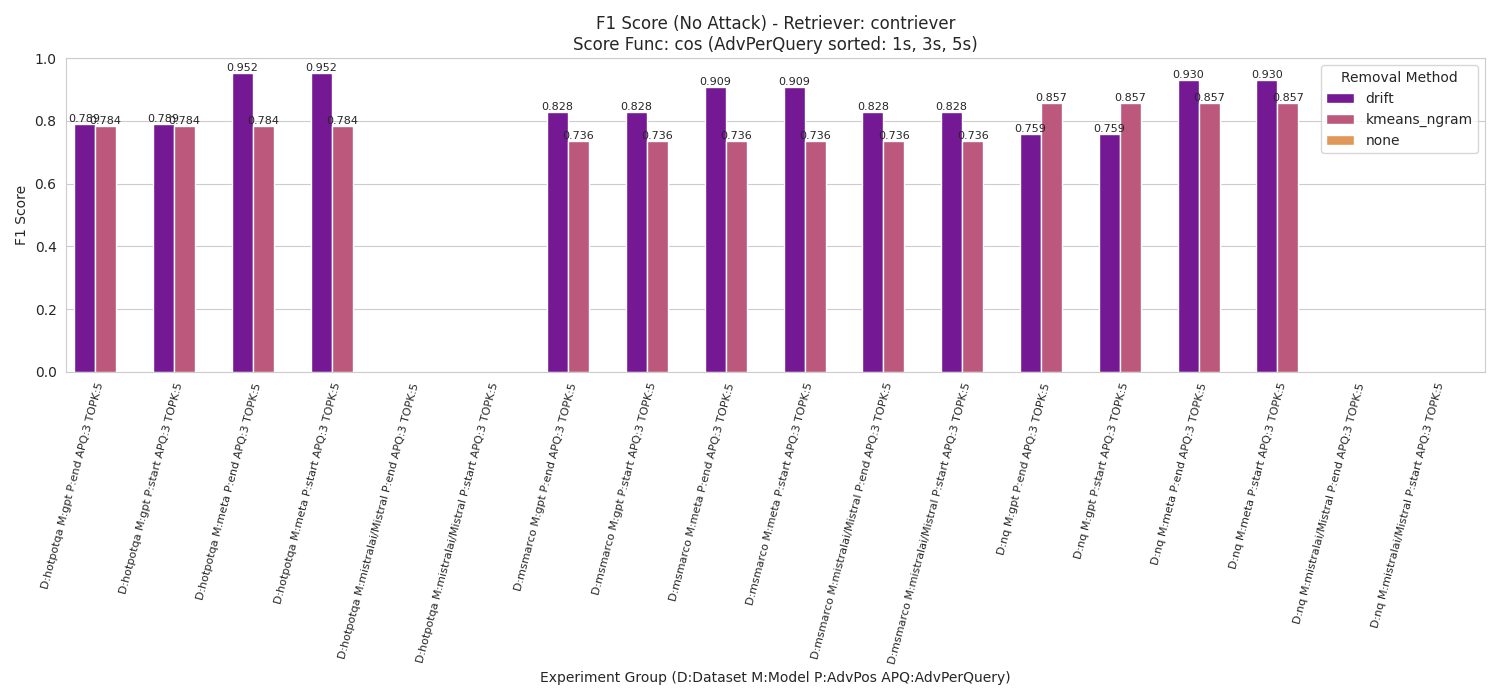 F1 Score (No Attack) - Retriever: contriever
Score Func: cos (AdvPerQuery sorted: 1s, 3s, 5s)
F1 Score
1.0
0.8
0.6
0.4
0.2
0.0
0.789 0.784
0.789 0.784
0.952 0.784
0.952 0.784
0.828 0.736
0.828 0.736
0.909 0.736
0.909 0.736
0.828 0.736
0.828 0.736
0.759 0.857
0.759 0.857
0.930 0.857
0.930 0.857
Removal Method
drift
kmeans_ngram
none
D:hotpotqa M:gpt P:end APQ:3 TOPK:5
D:hotpotqa M:gpt P:start APQ:3 TOPK:5
D:hotpotqa M:meta P:end APQ:3 TOPK:5
D:hotpotqa M:meta P:start APQ:3 TOPK:5
D:hotpotqa M:mistralai/Mistral P:end APQ:3 TOPK:5
D:hotpotqa M:mistralai/Mistral P:start APQ:3 TOPK:5
D:msmarco M:gpt P:end APQ:3 TOPK:5
D:msmarco M:gpt P:start APQ:3 TOPK:5
D:msmarco M:meta P:end APQ:3 TOPK:5
D:msmarco M:meta P:start APQ:3 TOPK:5
D:msmarco M:mistralai/Mistral P:end APQ:3 TOPK:5
D:msmarco M:mistralai/Mistral P:start APQ:3 TOPK:5
D:nq M:gpt P:end APQ:3 TOPK:5
D:nq M:gpt P:start APQ:3 TOPK:5
D:nq M:meta P:end APQ:3 TOPK:5
D:nq M:meta P:start APQ:3 TOPK:5
D:nq M:mistralai/Mistral P:end APQ:3 TOPK:5
D:nq M:mistralai/Mistral P:start APQ:3 TOPK:5
Experiment Group (D:Dataset M:Model P:AdvPos APQ:AdvPerQuery)